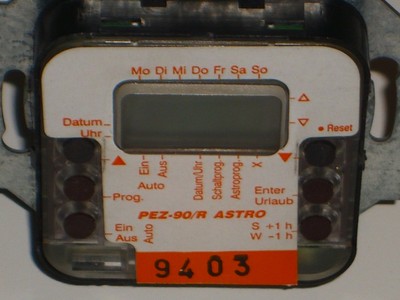 Mo Di Mi Do Fr Sa So
Datum
Uhr
Reset
Ein
Aus
Auto
Datum/Uhr
Schaltprog.
Astroprog.
X
Prog.
Enter
Urlaub
PEZ-90/R ASTRO
Ein
Aus
Auto
S +1 h
W -1 h
9403